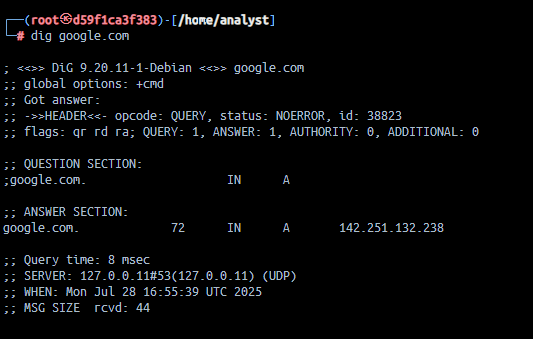 ┌──(root㉿d59f1ca3f383)-[/home/analyst]
└─# dig google.com

; <<>> DiG 9.20.11-1-Debian <<>> google.com
;; global options: +cmd
;; Got answer:
;; ->>HEADER<<- opcode: QUERY, status: NOERROR, id: 38823
;; flags: qr rd ra; QUERY: 1, ANSWER: 1, AUTHORITY: 0, ADDITIONAL: 0

;; QUESTION SECTION:
;google.com.                    IN      A

;; ANSWER SECTION:
google.com.             72      IN      A       142.251.132.238

;; Query time: 8 msec
;; SERVER: 127.0.0.11#53(127.0.0.11) (UDP)
;; WHEN: Mon Jul 28 16:55:39 UTC 2025
;; MSG SIZE  rcvd: 44